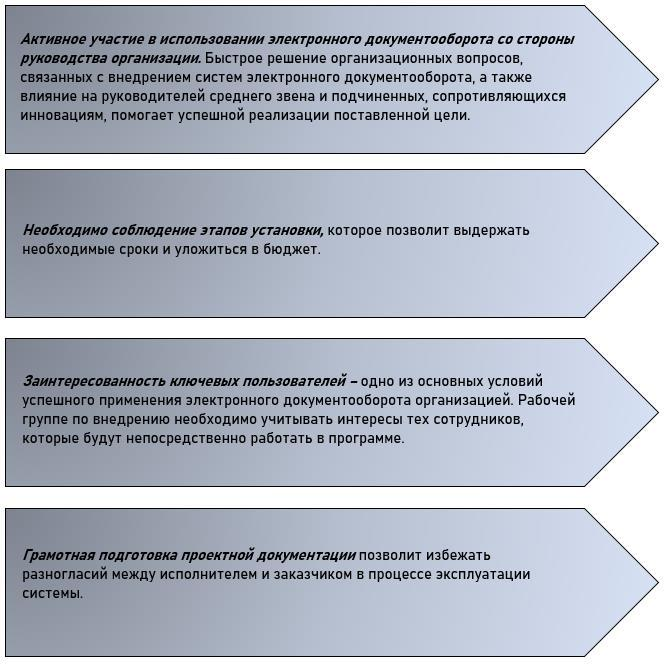 Активное участие в использовании электронного документооборота со стороны
руководства организации. Быстрое решение организационных вопросов,
связанных с внедрением систем электронного документооборота, а также
влияние на руководителей среднего звена и подчиненных, сопротивляющихся
инновациям, помогает успешной реализации поставленной цели.
Необходимо соблюдение этапов установки, которое позволит выдержать
необходимые сроки и уложиться в бюджет.
Заинтересованность ключевых пользователей – одно из основных условий
успешного применения электронного документооборота организацией. Рабочей
группе по внедрению необходимо учитывать интересы тех сотрудников,
которые будут непосредственно работать в программе.
Грамотная подготовка проектной документации позволит избежать
разногласий между исполнителем и заказчиком в процессе эксплуатации
системы.